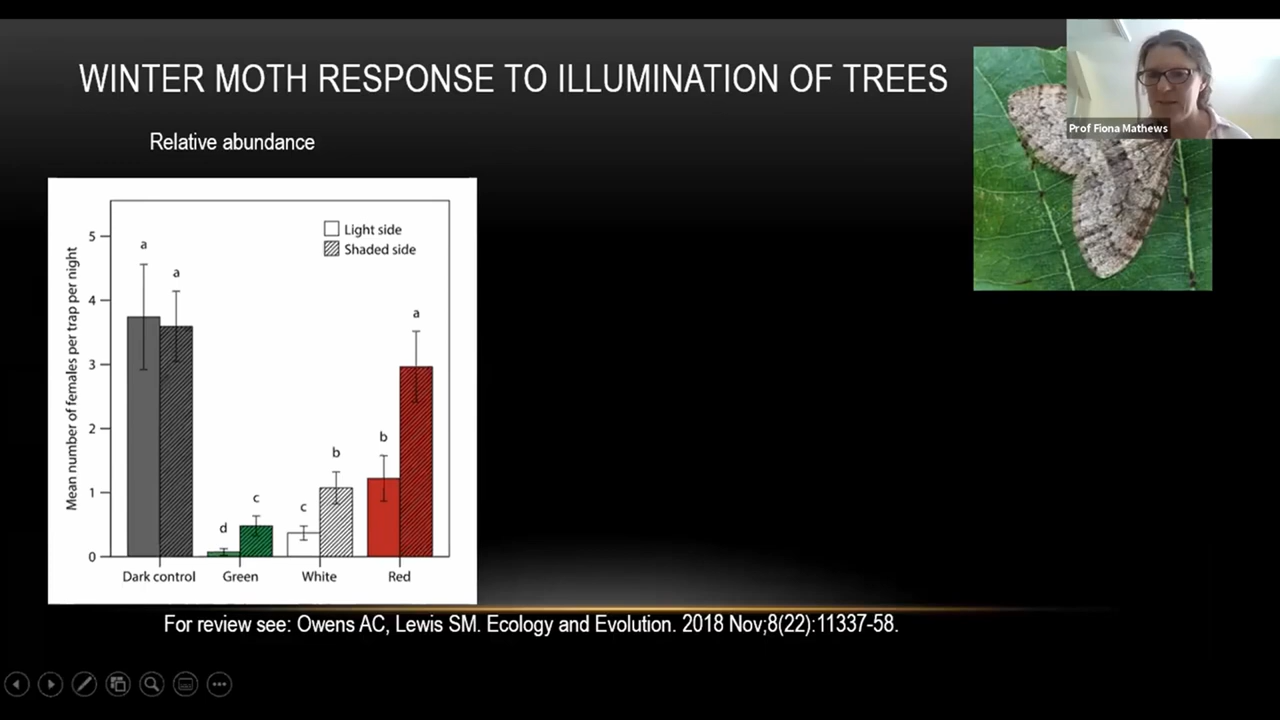 WINTER MOTH RESPONSE TO ILLUMINATION OF TREES
Prof Fiona Mathews
Relative abundance
Mean number of females per trap per night
5
4
3
2
1
0
Light side
Shaded side
a
a
d
c
c
b
b
a
Dark control
Green
White
Red
For review see: Owens AC, Lewis SM. Ecology and Evolution. 2018 Nov;8(22):11337-58.